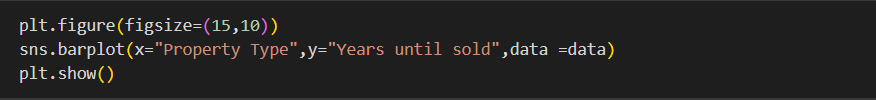 plt.figure(figsize=(15,10))
sns.barplot(x="Property Type",y="Years until sold",data =data)
plt.show()